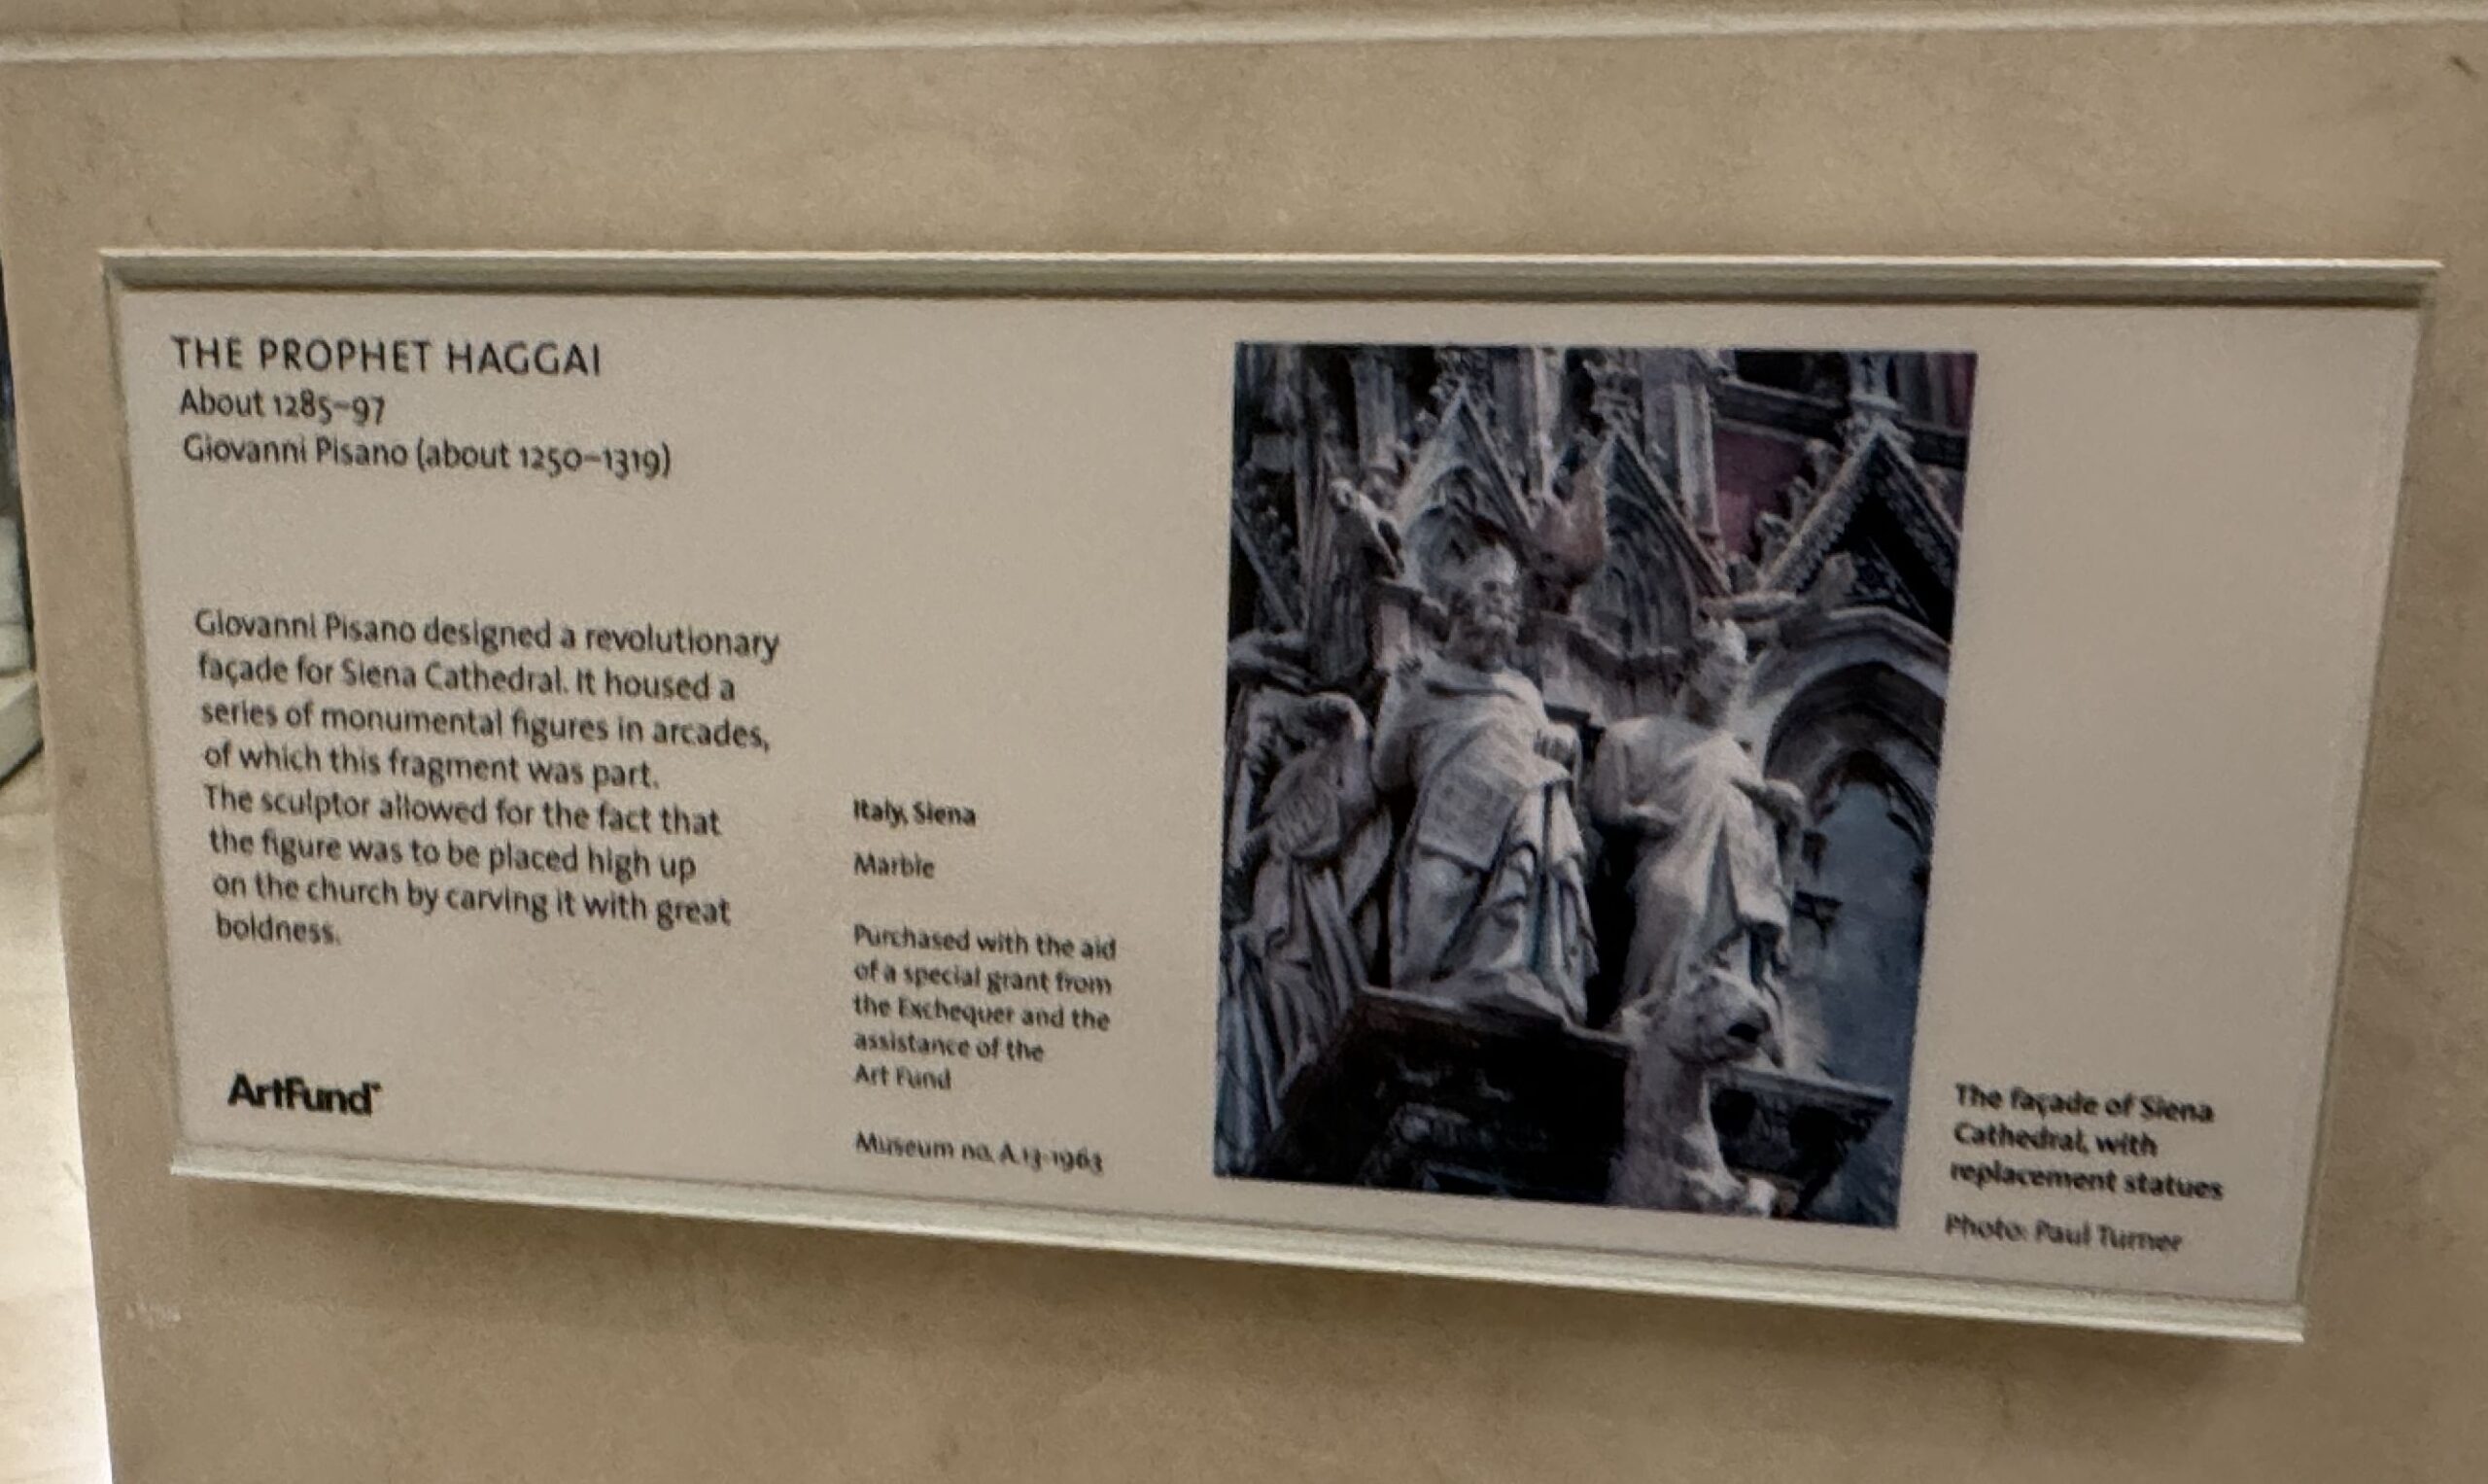 THE PROPHET HAGGAI
About 1285–97
Giovanni Pisano (about 1250–1319)
Giovanni Pisano designed a revolutionary
façade for Siena Cathedral. It housed a
series of monumental figures in arcades,
of which this fragment was part.
The sculptor allowed for the fact that
the figure was to be placed high up
on the church by carving it with great
boldness.
ArtFund
Italy, Siena
Marble
Purchased with the aid
of a special grant from
the Exchequer and the
assistance of the
Art Fund
Museum no. A.13-1963
The façade of Siena
Cathedral, with
replacement statues
Photo: Paul Turner